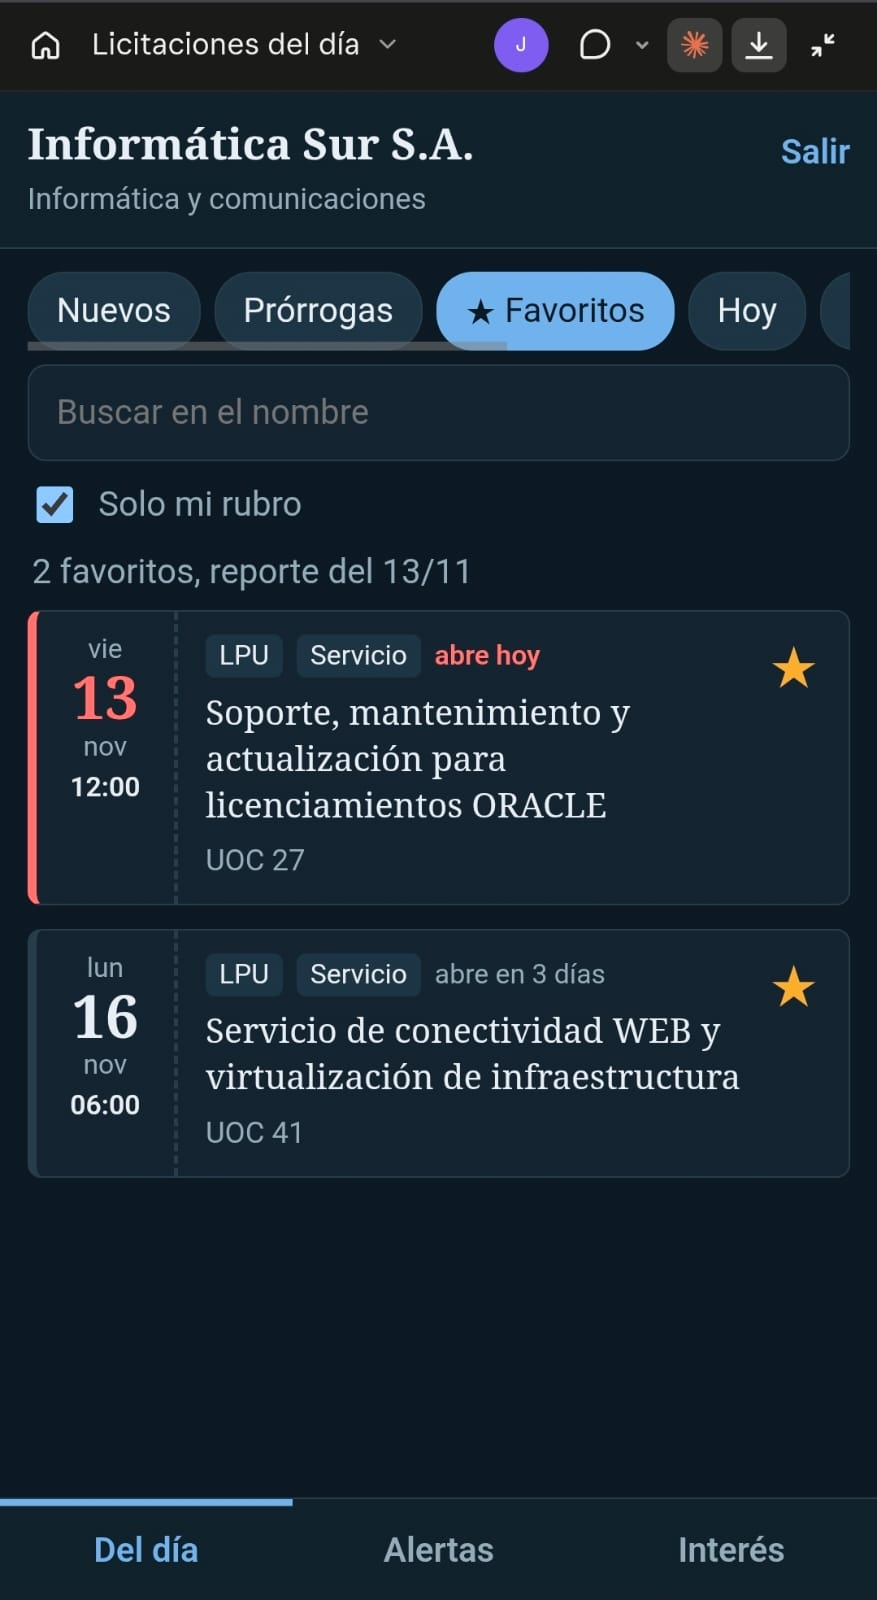 Licitaciones del día
J
Informática Sur S.A.
Salir
Informática y comunicaciones
Nuevos
Prórrogas
★ Favoritos
Hoy
Buscar en el nombre
Solo mi rubro
2 favoritos, reporte del 13/11
vie
13
nov
12:00
LPU
Servicio
abre hoy
Soporte, mantenimiento y
actualización para
licenciamientos ORACLE
UOC 27
lun
16
nov
06:00
LPU
Servicio
abre en 3 días
Servicio de conectividad WEB y
virtualización de infraestructura
UOC 41
Del día
Alertas
Interés